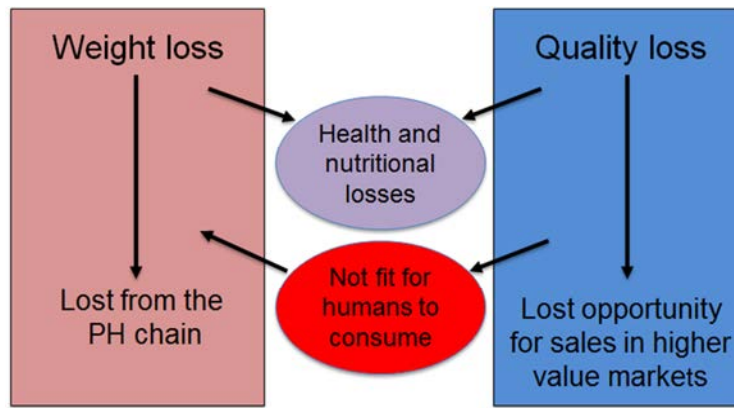 Weight loss
Quality loss
Health and
nutritional
losses
Not fit for
humans to
consume
Lost from the
PH chain
Lost opportunity
for sales in higher
value markets